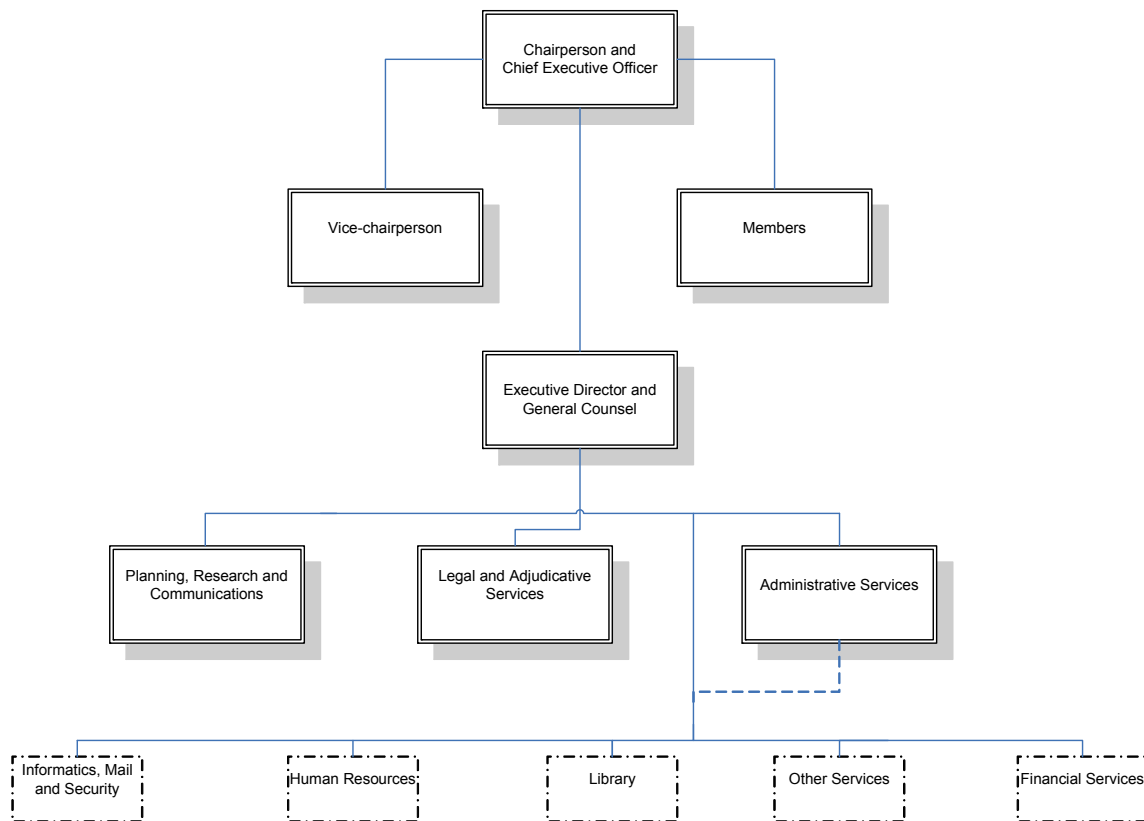 Chairperson and
Chief Executive Officer
Vice-chairperson
Members
Executive Director and
General Counsel
Planning, Research and
Communications
Legal and Adjudicative
Services
Administrative Services
Informatics, Mail
and Security
Human Resources
Library
Other Services
Financial Services